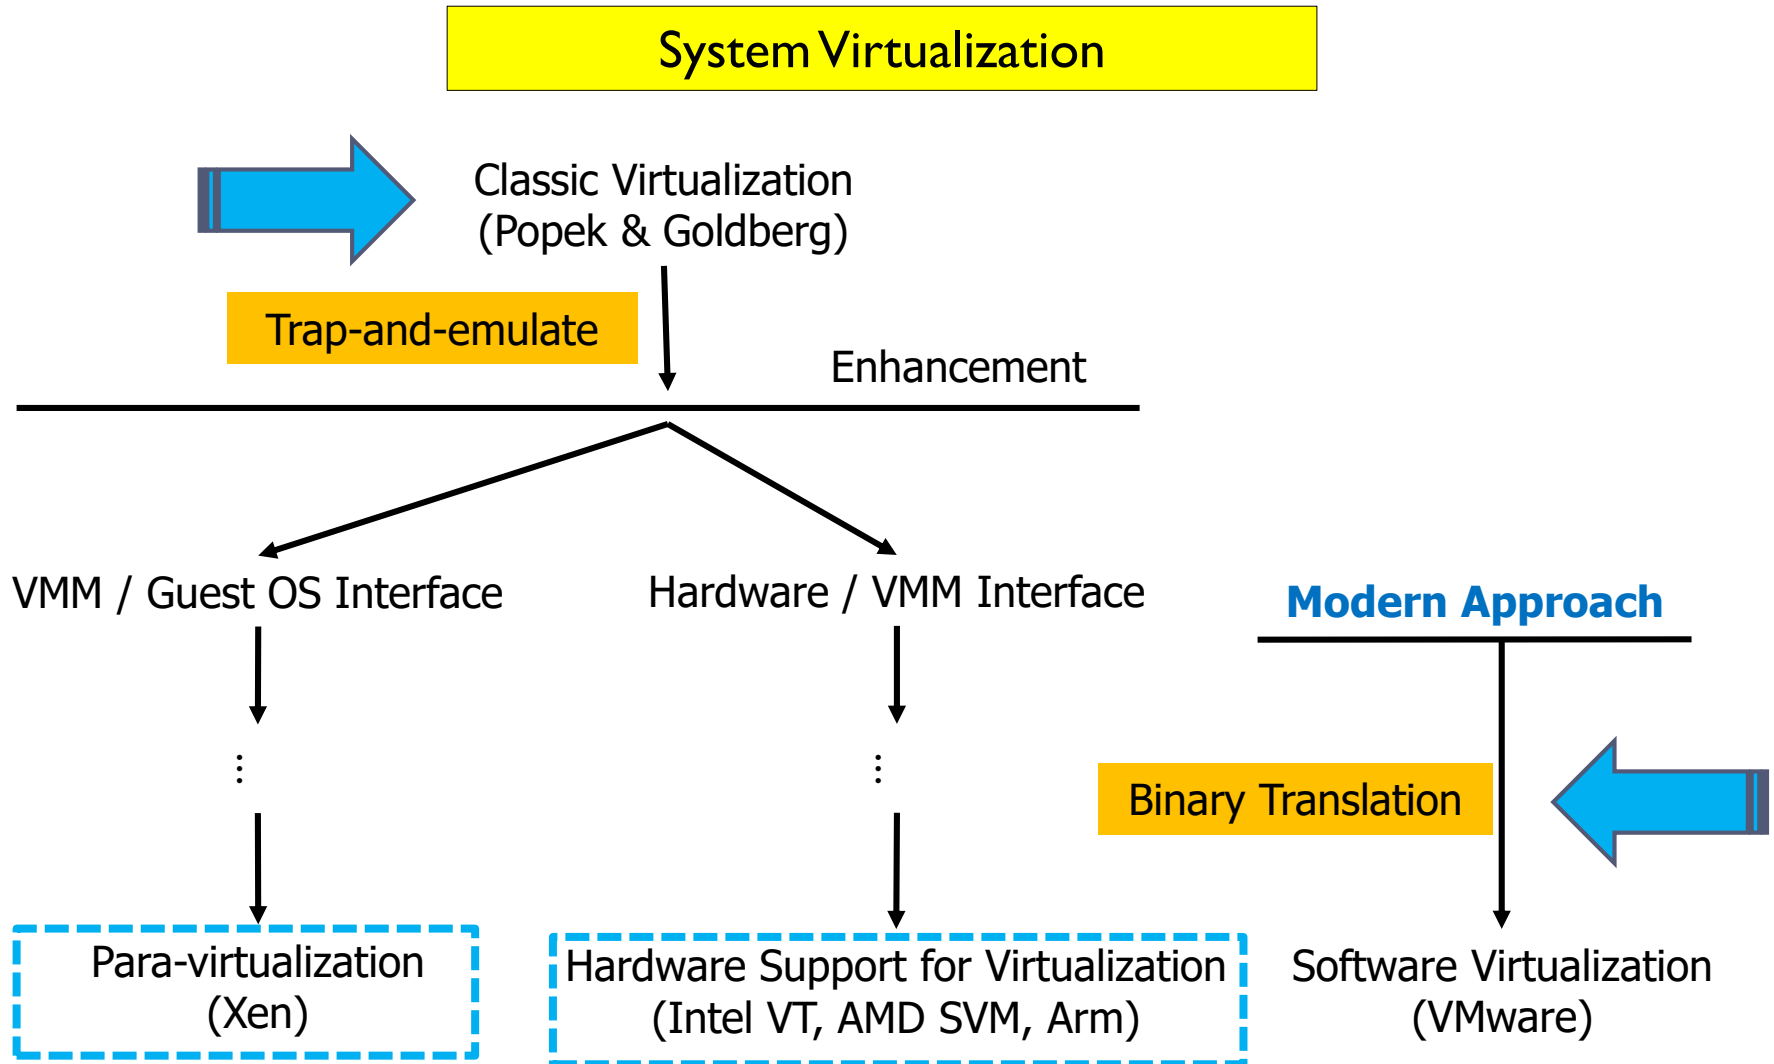 System Virtualization
Classic Virtualization
(Popek & Goldberg)
Trap-and-emulate
Enhancement
VMM / Guest OS Interface
Hardware / VMM Interface
Modern Approach
...
...
Binary Translation
Para-virtualization
(Xen)
Hardware Support for Virtualization
(Intel VT, AMD SVM, Arm)
Software Virtualization
(VMware)